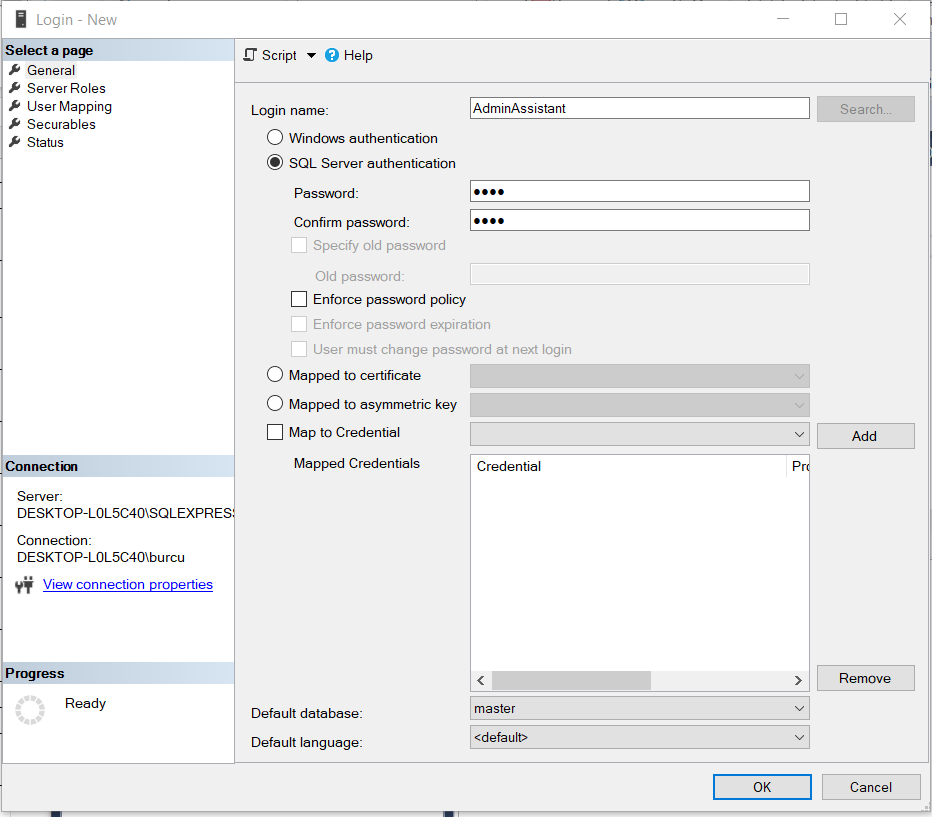 Login - New
Select a page
General
Server Roles
User Mapping
Securables
Status
Script
Help
Login name:
AdminAssistant
Search...
Windows authentication
SQL Server authentication
Password:
●●●●
Confirm password:
●●●●
Specify old password
Old password:
Enforce password policy
Enforce password expiration
User must change password at next login
Mapped to certificate
Mapped to asymmetric key
Map to Credential
Add
Mapped Credentials
Credential
Pro
Remove
Default database:
master
Default language:
<default>
Connection
Server:
DESKTOP-L0L5C40\SQLEXPRESS
Connection:
DESKTOP-L0L5C40\burcu
View connection properties
Progress
Ready
OK
Cancel